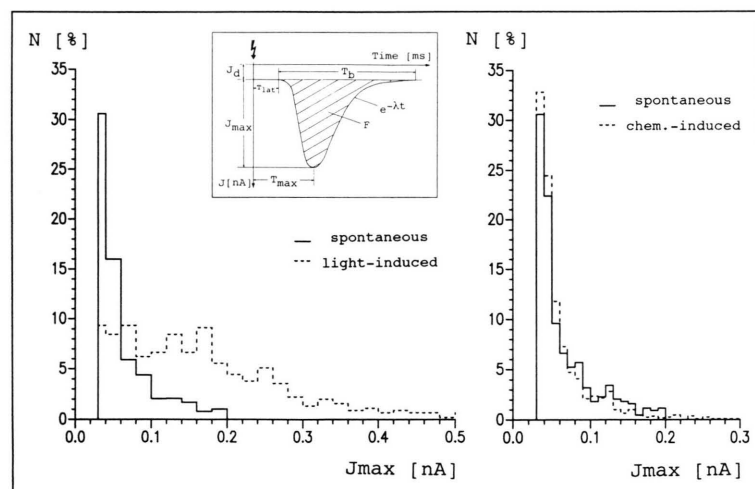 N [%]
35
30
25
20
15
10
5
0
0.0 0.1 0.2 0.3 0.4 0.5
Jmax [nA]
spontaneous
light-induced
Time [ms]
J_d
T_b
T_lat
e^-λt
J_max
F
J[nA]
T_max
N [%]
35
30
25
20
15
10
5
0
0.0 0.1 0.2 0.3
Jmax [nA]
spontaneous
chem.-induced